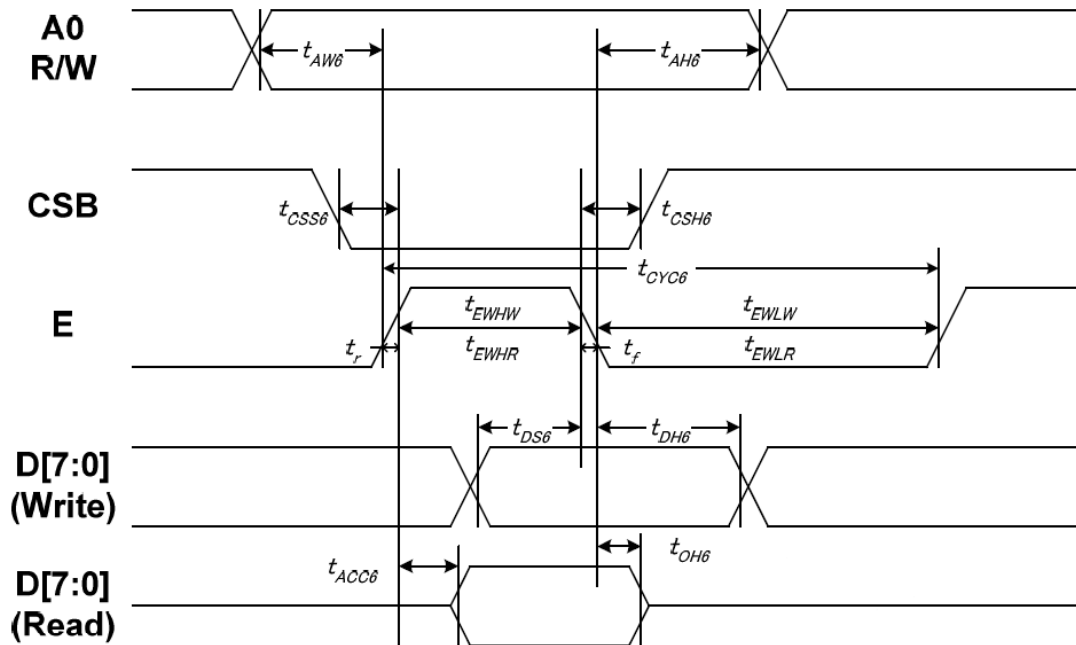 A0
R/W
tAW6
tAH6
CSB
tCSS6
tCSH6
tCYC6
E
tEWHW
tEWLW
tr
tEWHR
tf
tEWLR
tDS6
tDH6
D[7:0]
(Write)
tACC6
tOH6
D[7:0]
(Read)